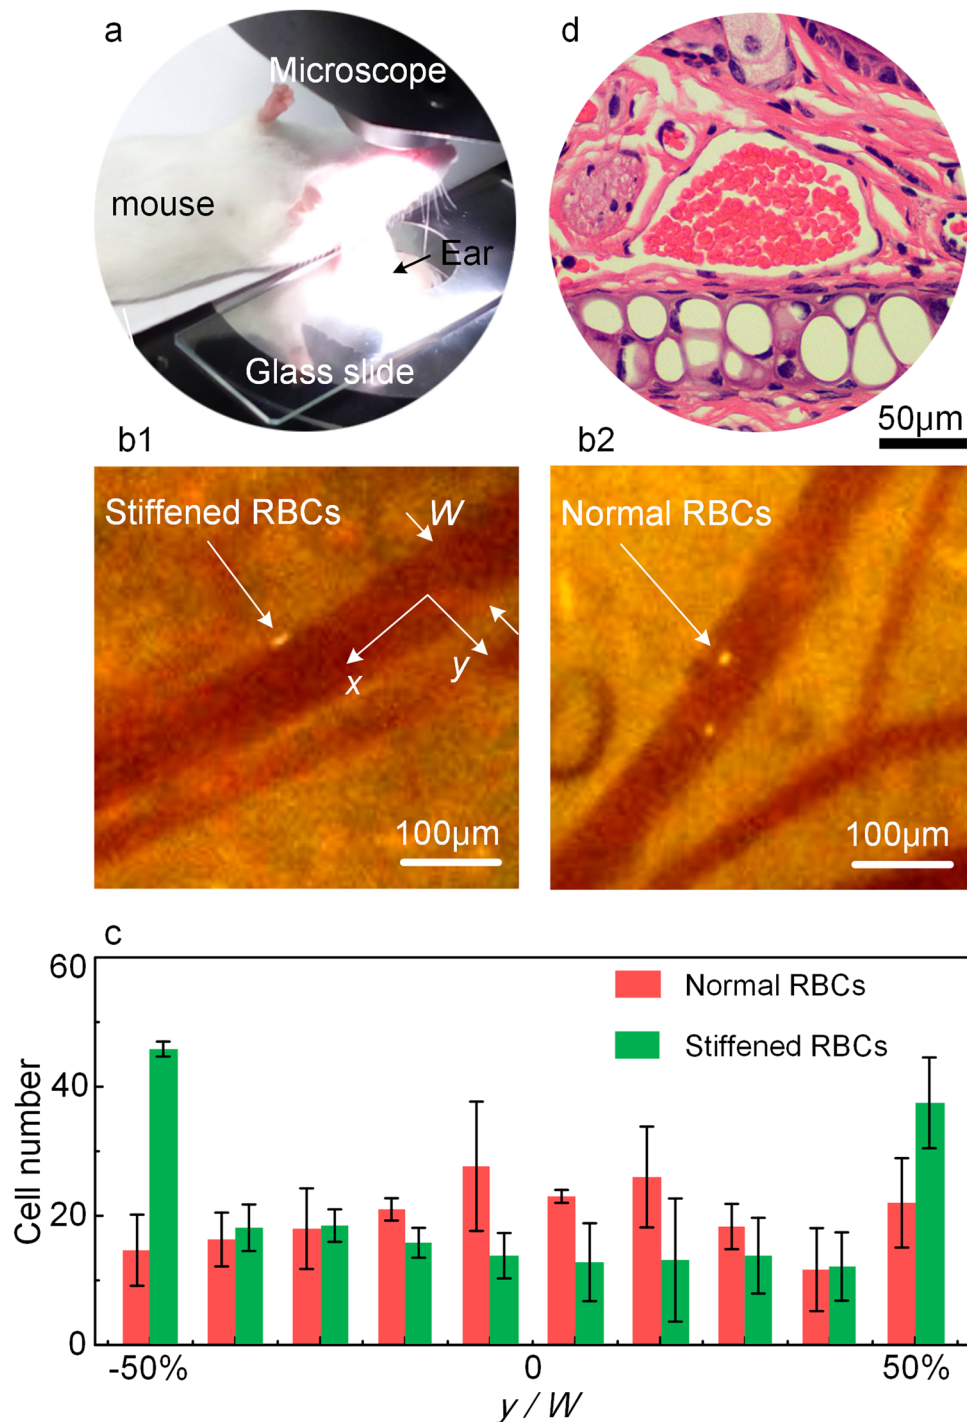 a
Microscope
mouse
Ear
Glass slide
d
50μm
b1
Stiffened RBCs
W
x
y
100μm
b2
Normal RBCs
100μm
c
Cell number
60
40
20
0
Normal RBCs
Stiffened RBCs
-50%
0
50%
y / W